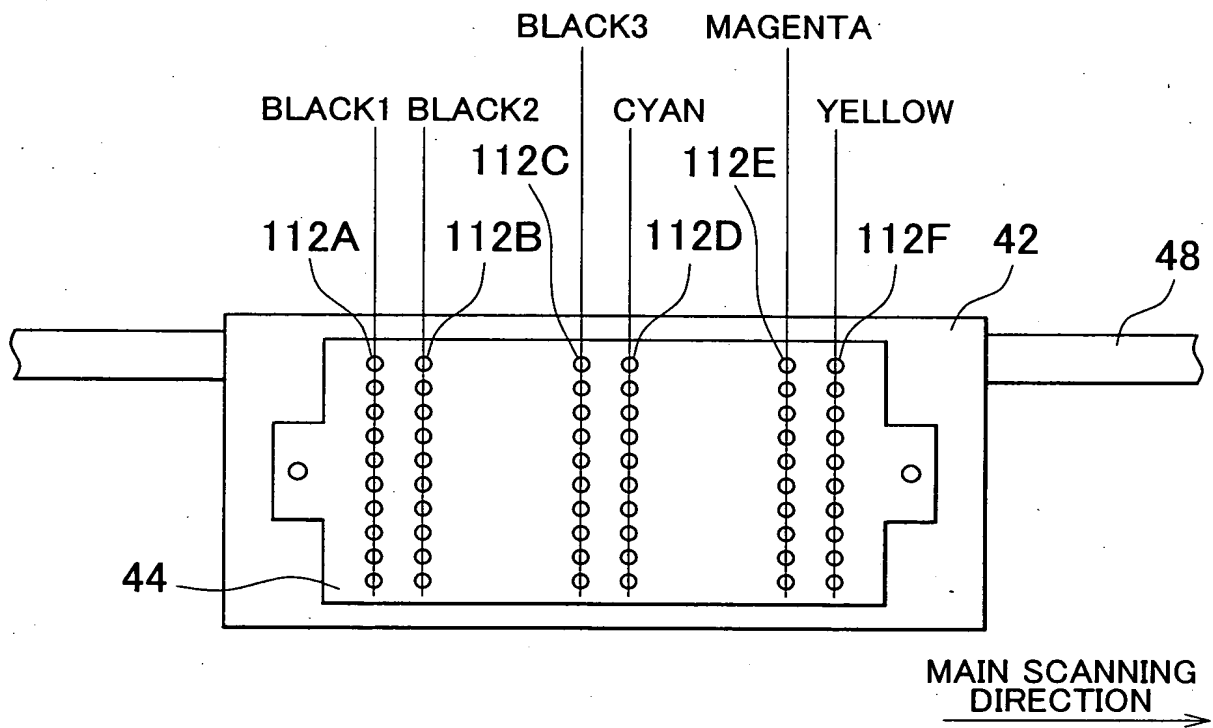 BLACK3 MAGENTA
BLACK1 BLACK2 CYAN YELLOW
112C 112E
112A 112B 112D 112F 42 48
44
MAIN SCANNING
DIRECTION